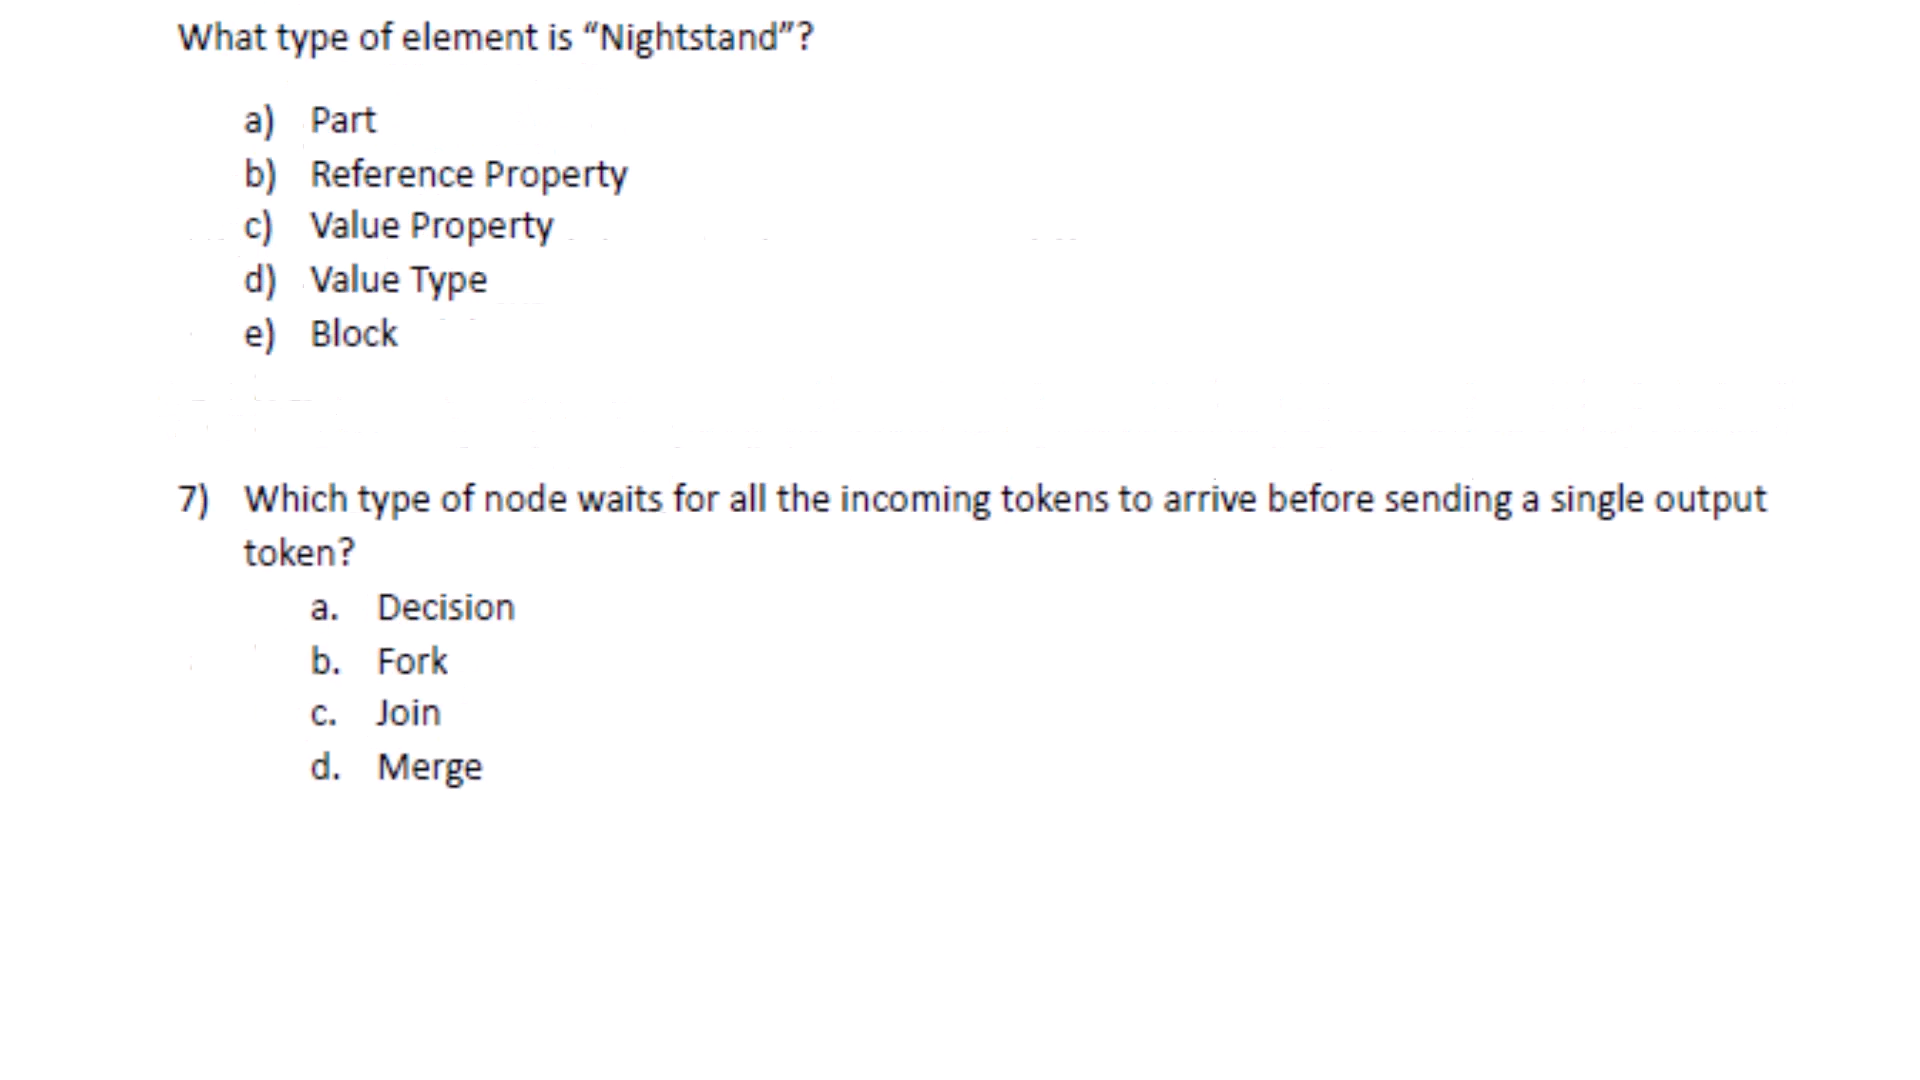 What type of element is “Nightstand”?
a) Part
b) Reference Property
c) Value Property
d) Value Type
e) Block
7) Which type of node waits for all the incoming tokens to arrive before sending a single output
token?
a. Decision
b. Fork
c. Join
d. Merge